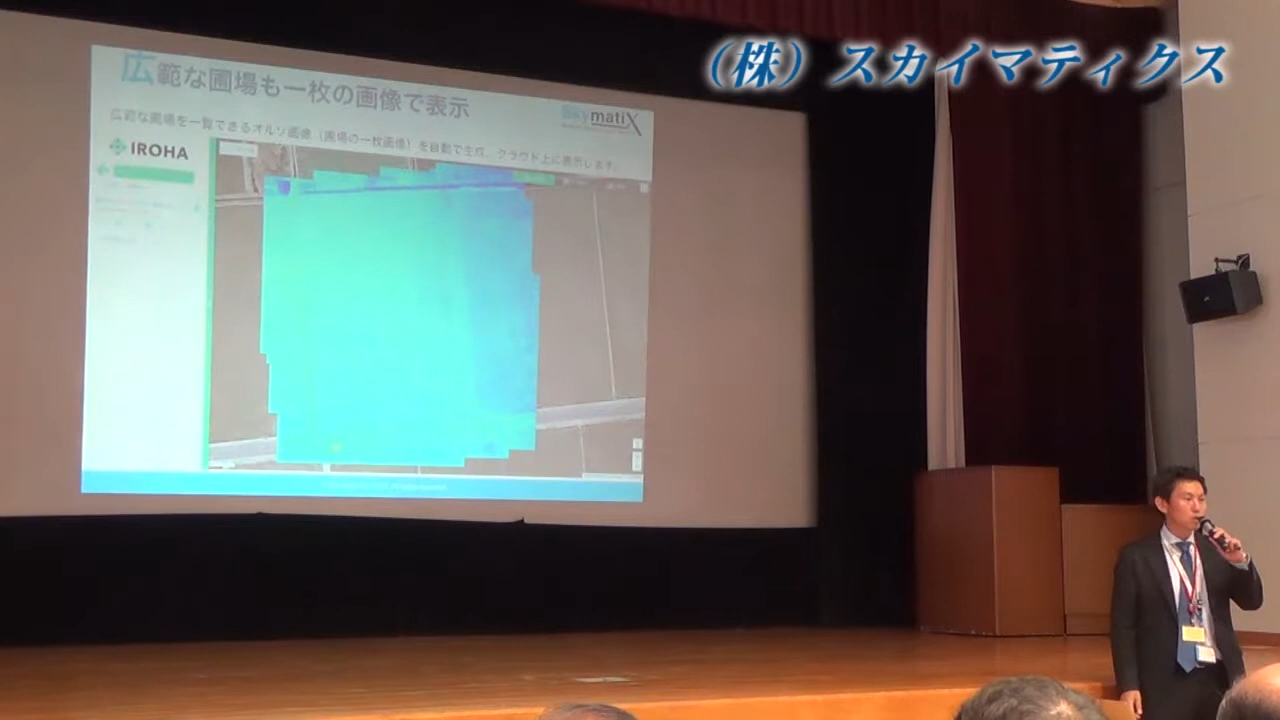 （株）スカイマティクス
広範な圃場も一枚の画像で表示
SkymatiX
広範な圃場を一覧できるオルソ画像（圃場の一枚画像）を自動で生成、クラウド上に表示します。
IROHA